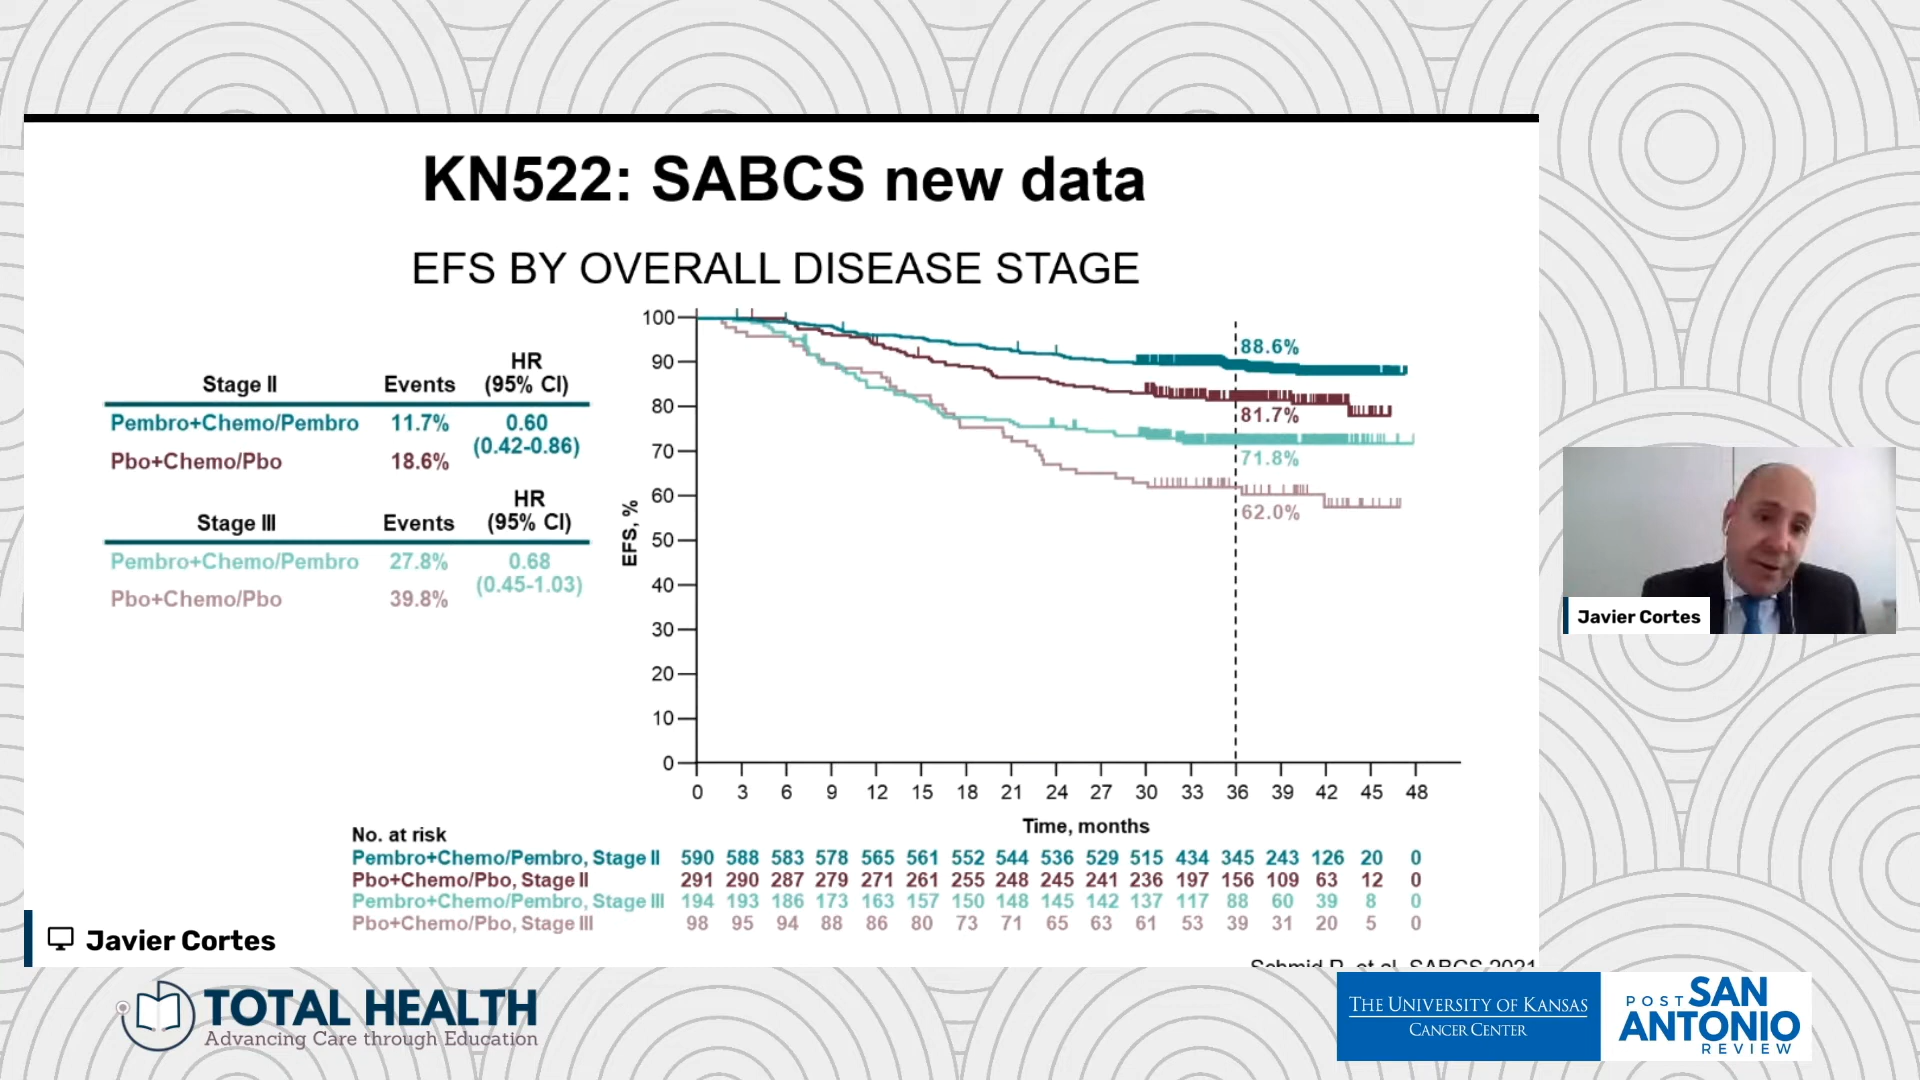 KN522: SABCS new data
EFS BY OVERALL DISEASE STAGE
Stage II Events HR (95% CI)
Pembro+Chemo/Pembro 11.7% 0.60 (0.42-0.86)
Pbo+Chemo/Pbo 18.6%
Stage III Events HR (95% CI)
Pembro+Chemo/Pembro 27.8% 0.68 (0.45-1.03)
Pbo+Chemo/Pbo 39.8%
EFS, %
100
90
80
70
60
50
40
30
20
10
0
88.6%
81.7%
71.8%
62.0%
0 3 6 9 12 15 18 21 24 27 30 33 36 39 42 45 48
Time, months
No. at risk
Pembro+Chemo/Pembro, Stage II 590 588 583 578 565 561 552 544 536 529 515 434 345 243 126 20 0
Pbo+Chemo/Pbo, Stage II 291 290 287 279 271 261 255 248 245 241 236 197 156 109 63 12 0
Pembro+Chemo/Pembro, Stage III 194 193 186 173 163 157 150 148 145 142 137 117 88 60 39 8 0
Pbo+Chemo/Pbo, Stage III 98 95 94 88 86 80 73 71 65 63 61 53 39 31 20 5 0
Schmid P, et al. SABCS 2021
Javier Cortes
Javier Cortes
TOTAL HEALTH
Advancing Care through Education
THE UNIVERSITY OF KANSAS
CANCER CENTER
POST SAN
ANTONIO
REVIEW